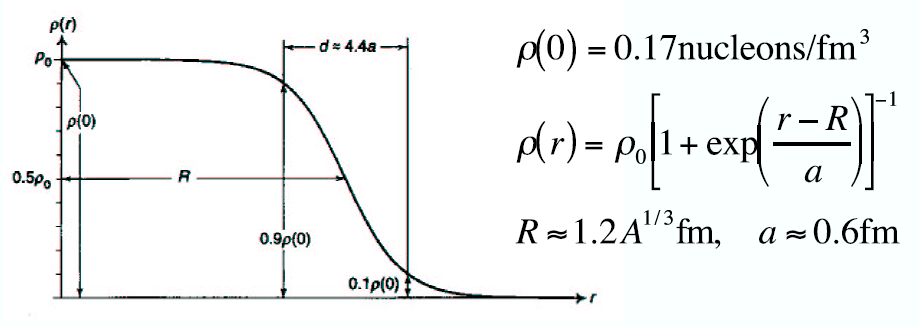 ρ(r)
d ≈ 4.4a
ρ₀
ρ(0)
0.5ρ₀
R
0.9ρ(0)
0.1ρ(0)
r
ρ(0) = 0.17nucleons/fm³
ρ(r) = ρ₀[1 + exp((r − R)/a)]⁻¹
R ≈ 1.2A^{1/3} fm, a ≈ 0.6fm